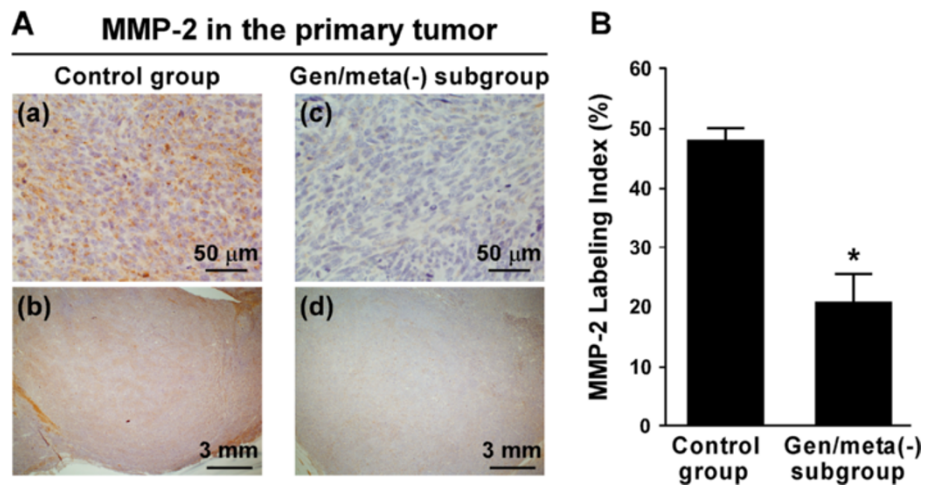 A
MMP-2 in the primary tumor
Control group
Gen/meta(-) subgroup
(a)
50 μm
(c)
50 μm
(b)
3 mm
(d)
3 mm
B
MMP-2 Labeling Index (%)
60
50
40
30
20
10
0
*
Control
group
Gen/meta(-)
subgroup